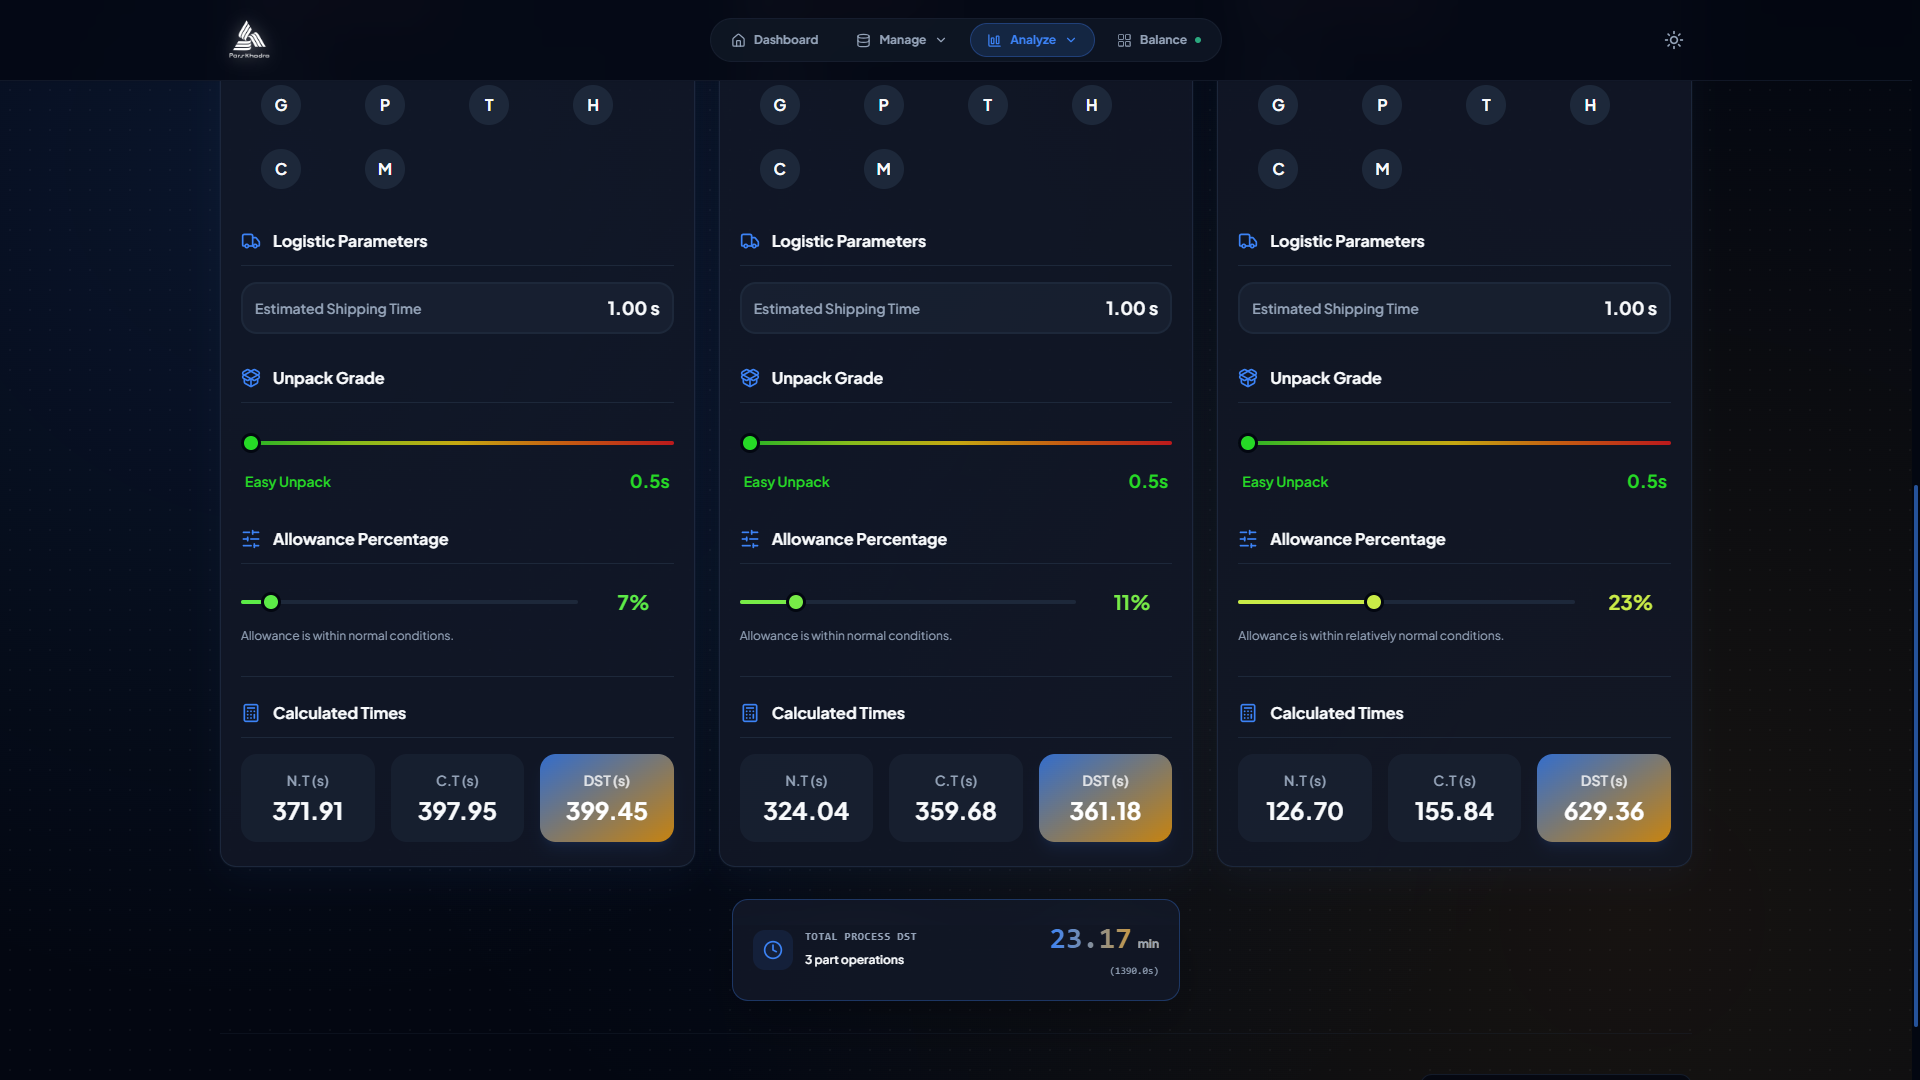 ParsKhodro
Dashboard
Manage
Analyze
Balance
G P T H
C M
Logistic Parameters
Estimated Shipping Time 1.00 s
Unpack Grade
Easy Unpack 0.5s
Allowance Percentage
7%
Allowance is within normal conditions.
Calculated Times
N.T (s) C.T (s) DST (s)
371.91 397.95 399.45
G P T H
C M
Logistic Parameters
Estimated Shipping Time 1.00 s
Unpack Grade
Easy Unpack 0.5s
Allowance Percentage
11%
Allowance is within normal conditions.
Calculated Times
N.T (s) C.T (s) DST (s)
324.04 359.68 361.18
G P T H
C M
Logistic Parameters
Estimated Shipping Time 1.00 s
Unpack Grade
Easy Unpack 0.5s
Allowance Percentage
23%
Allowance is within relatively normal conditions.
Calculated Times
N.T (s) C.T (s) DST (s)
126.70 155.84 629.36
TOTAL PROCESS DST
3 part operations
23.17 min
(1390.0s)